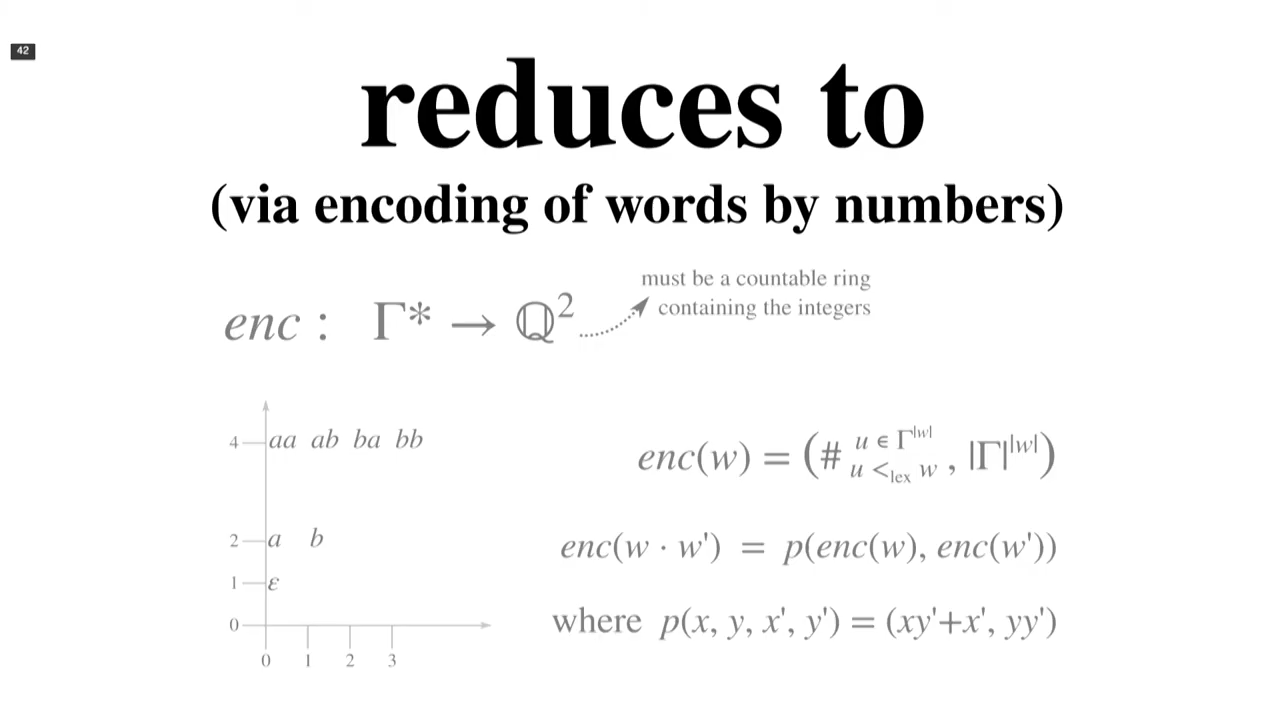 42
reduces to
(via encoding of words by numbers)
must be a countable ring
containing the integers
enc : Γ* → ℚ²
4 aa ab ba bb
enc(w) = (# u ∈ Γ^|w| u <lex w , |Γ|^|w|)
2 a b
enc(w · w') = p(enc(w), enc(w'))
1 ε
0
where p(x, y, x', y') = (xy'+x', yy')
0 1 2 3